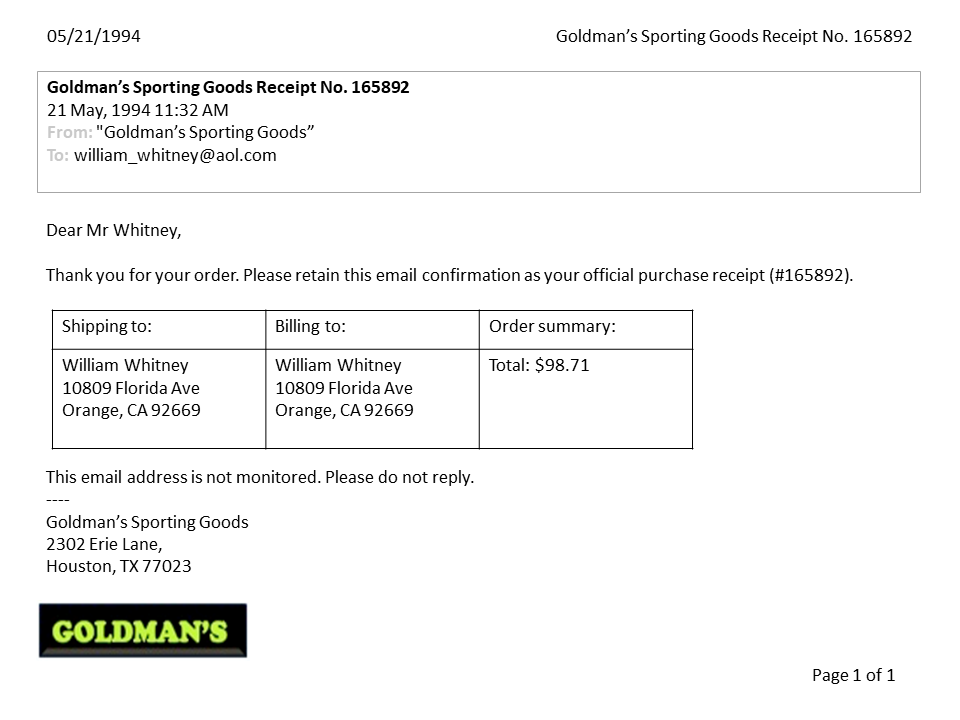 05/21/1994 Goldman’s Sporting Goods Receipt No. 165892
Goldman’s Sporting Goods Receipt No. 165892
21 May, 1994 11:32 AM
From: "Goldman’s Sporting Goods”
To: william_whitney@aol.com
Dear Mr Whitney,
Thank you for your order. Please retain this email confirmation as your official purchase receipt (#165892).
Shipping to: Billing to: Order summary:
William Whitney William Whitney Total: $98.71
10809 Florida Ave 10809 Florida Ave
Orange, CA 92669 Orange, CA 92669
This email address is not monitored. Please do not reply.
----
Goldman’s Sporting Goods
2302 Erie Lane,
Houston, TX 77023
GOLDMAN’S
Page 1 of 1